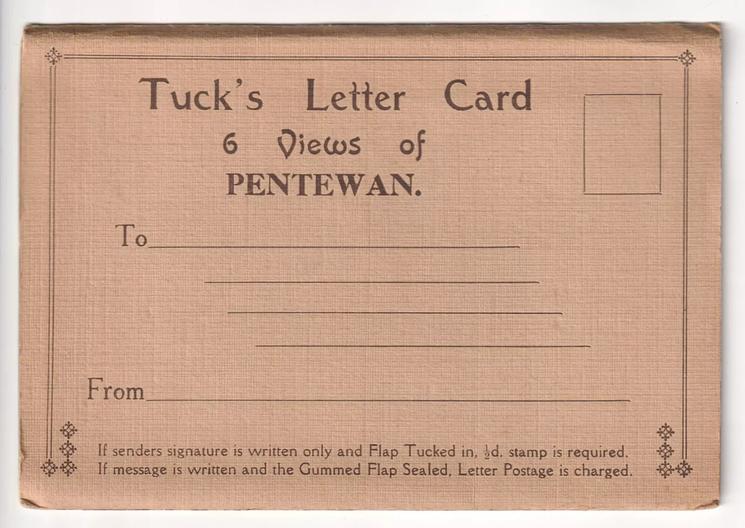 Tuck's Letter Card
6 Views of
PENTEWAN.
To
From
If senders signature is written only and Flap Tucked in, ½d. stamp is required.
If message is written and the Gummed Flap Sealed, Letter Postage is charged.